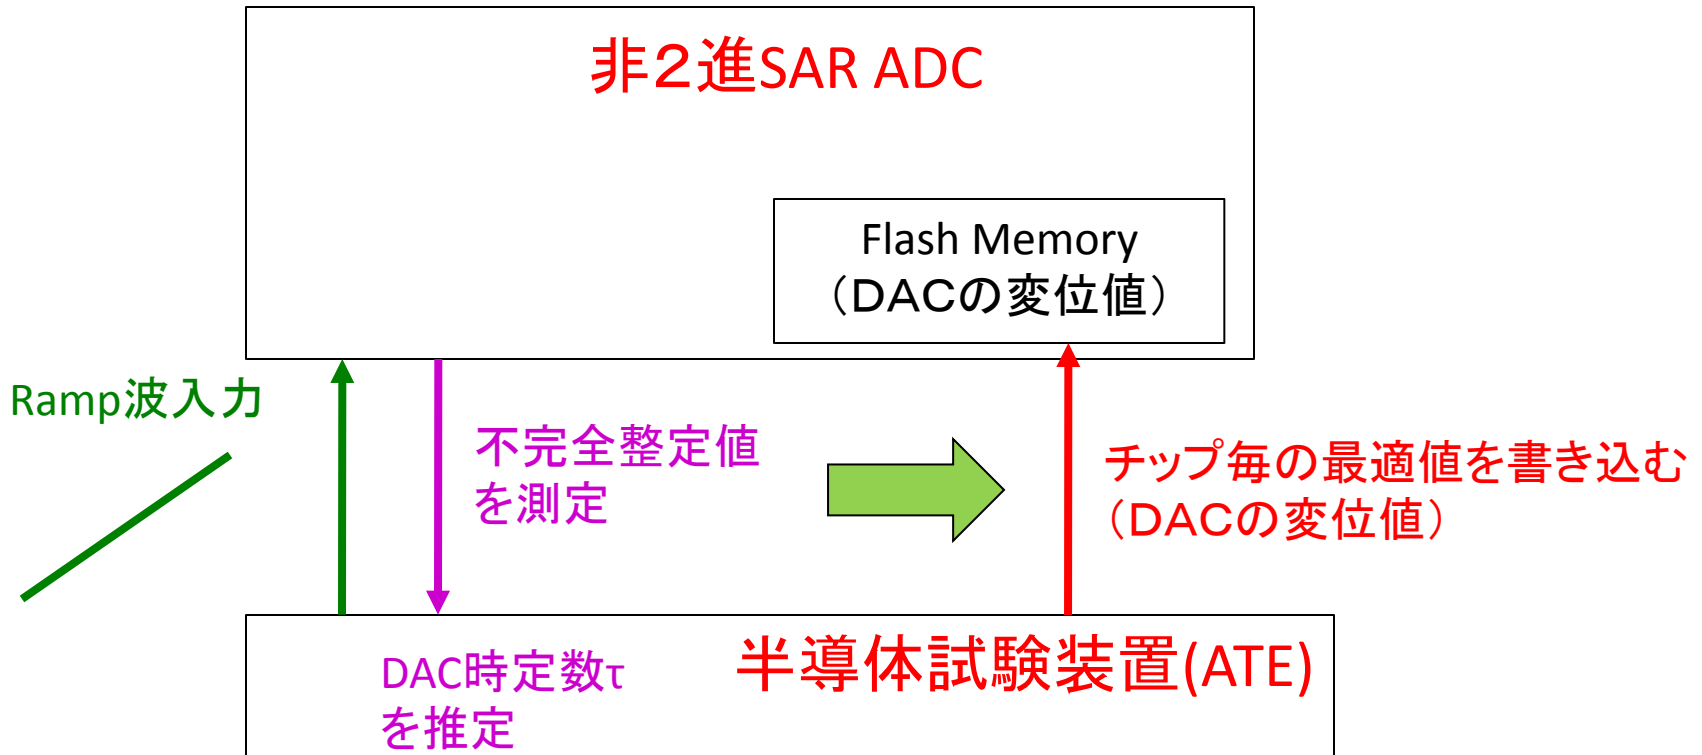 非２進SAR ADC
Flash Memory
（ＤＡＣの変位値）
Ramp波入力
不完全整定値
を測定
チップ毎の最適値を書き込む
（ＤＡＣの変位値）
半導体試験装置(ATE)
DAC時定数τ
を推定